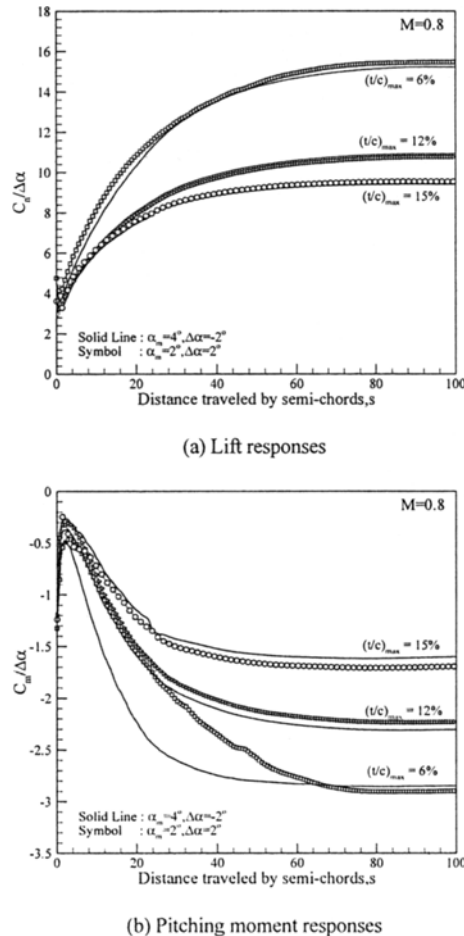 18
16
14
12
10
8
6
4
2
0
Cₙ/Δα
M=0.8
(t/c)max = 6%
(t/c)max = 12%
(t/c)max = 15%
Solid Line : αm=4°,Δα=-2°
Symbol : αm=2°,Δα=2°
0 20 40 60 80 100
Distance traveled by semi-chords,s
(a) Lift responses
0
-0.5
-1
-1.5
-2
-2.5
-3
-3.5
Cm/Δα
M=0.8
(t/c)max = 15%
(t/c)max = 12%
(t/c)max = 6%
Solid Line : αm=4°,Δα=-2°
Symbol : αm=2°,Δα=2°
0 20 40 60 80 100
Distance traveled by semi-chords,s
(b) Pitching moment responses